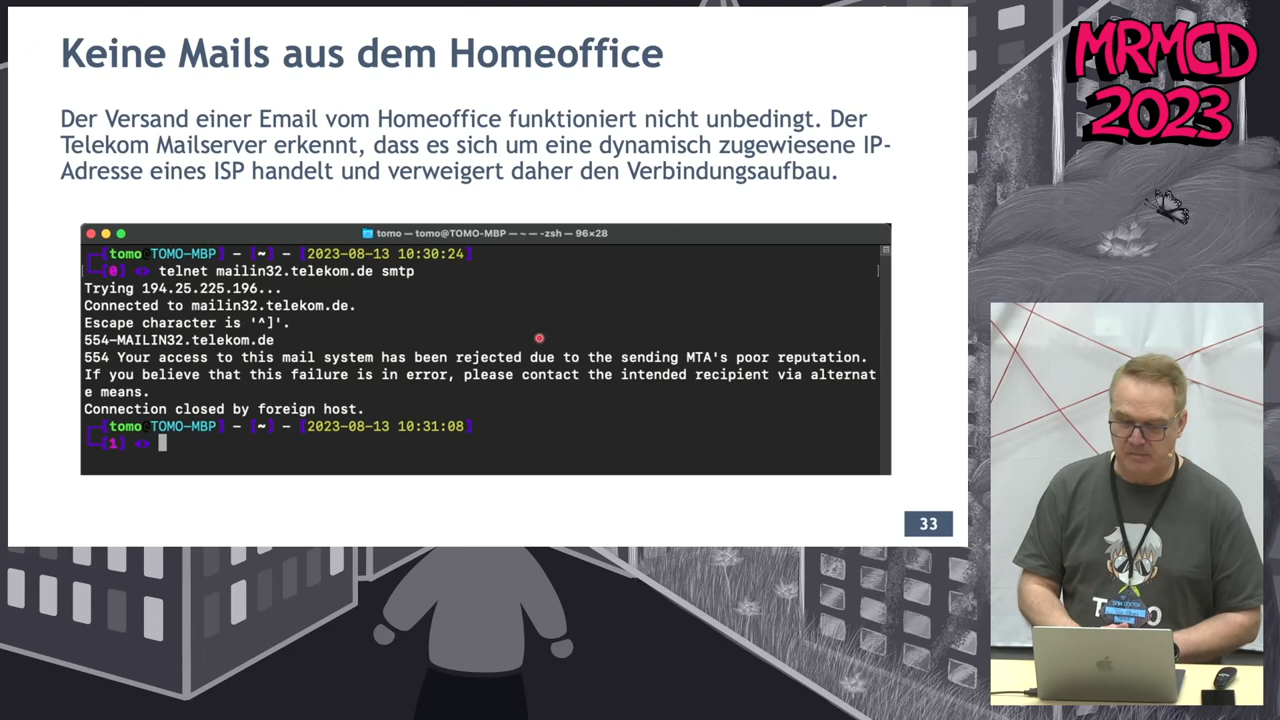 Keine Mails aus dem Homeoffice
Der Versand einer Email vom Homeoffice funktioniert nicht unbedingt. Der
Telekom Mailserver erkennt, dass es sich um eine dynamisch zugewiesene IP-
Adresse eines ISP handelt und verweigert daher den Verbindungsaufbau.
tomo — tomo@TOMO-MBP — ~ — -zsh — 96×28
[tomo@TOMO-MBP] - [~] - [2023-08-13 10:30:24]
[0] <> telnet mailin32.telekom.de smtp
Trying 194.25.225.196...
Connected to mailin32.telekom.de.
Escape character is '^]'.
554-MAILIN32.telekom.de
554 Your access to this mail system has been rejected due to the sending MTA's poor reputation.
If you believe that this failure is in error, please contact the intended recipient via alternat
e means.
Connection closed by foreign host.
[tomo@TOMO-MBP] - [~] - [2023-08-13 10:31:08]
[1] <>
33
MRMCD
2023